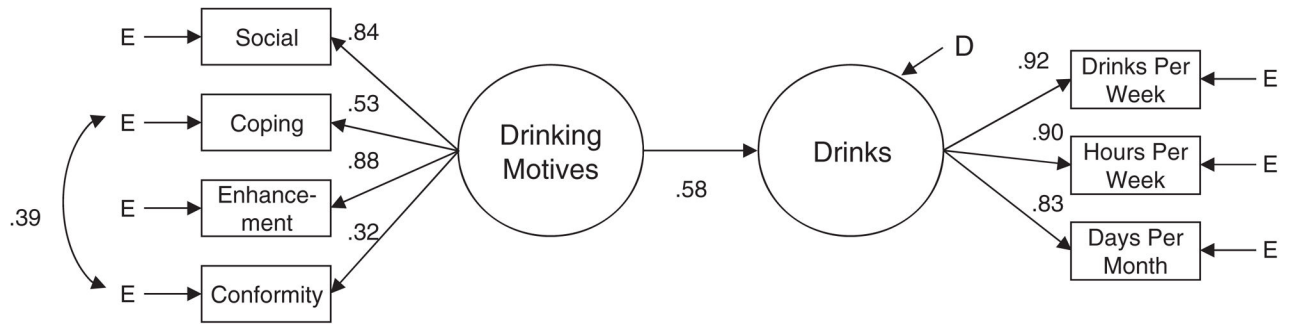 E
Social
.84
D
.92
Drinks Per
Week
E
E
Coping
.53
Drinking
Motives
Drinks
.90
Hours Per
Week
E
.88
E
Enhance-
ment
.58
.83
.39
.32
Days Per
Month
E
E
Conformity